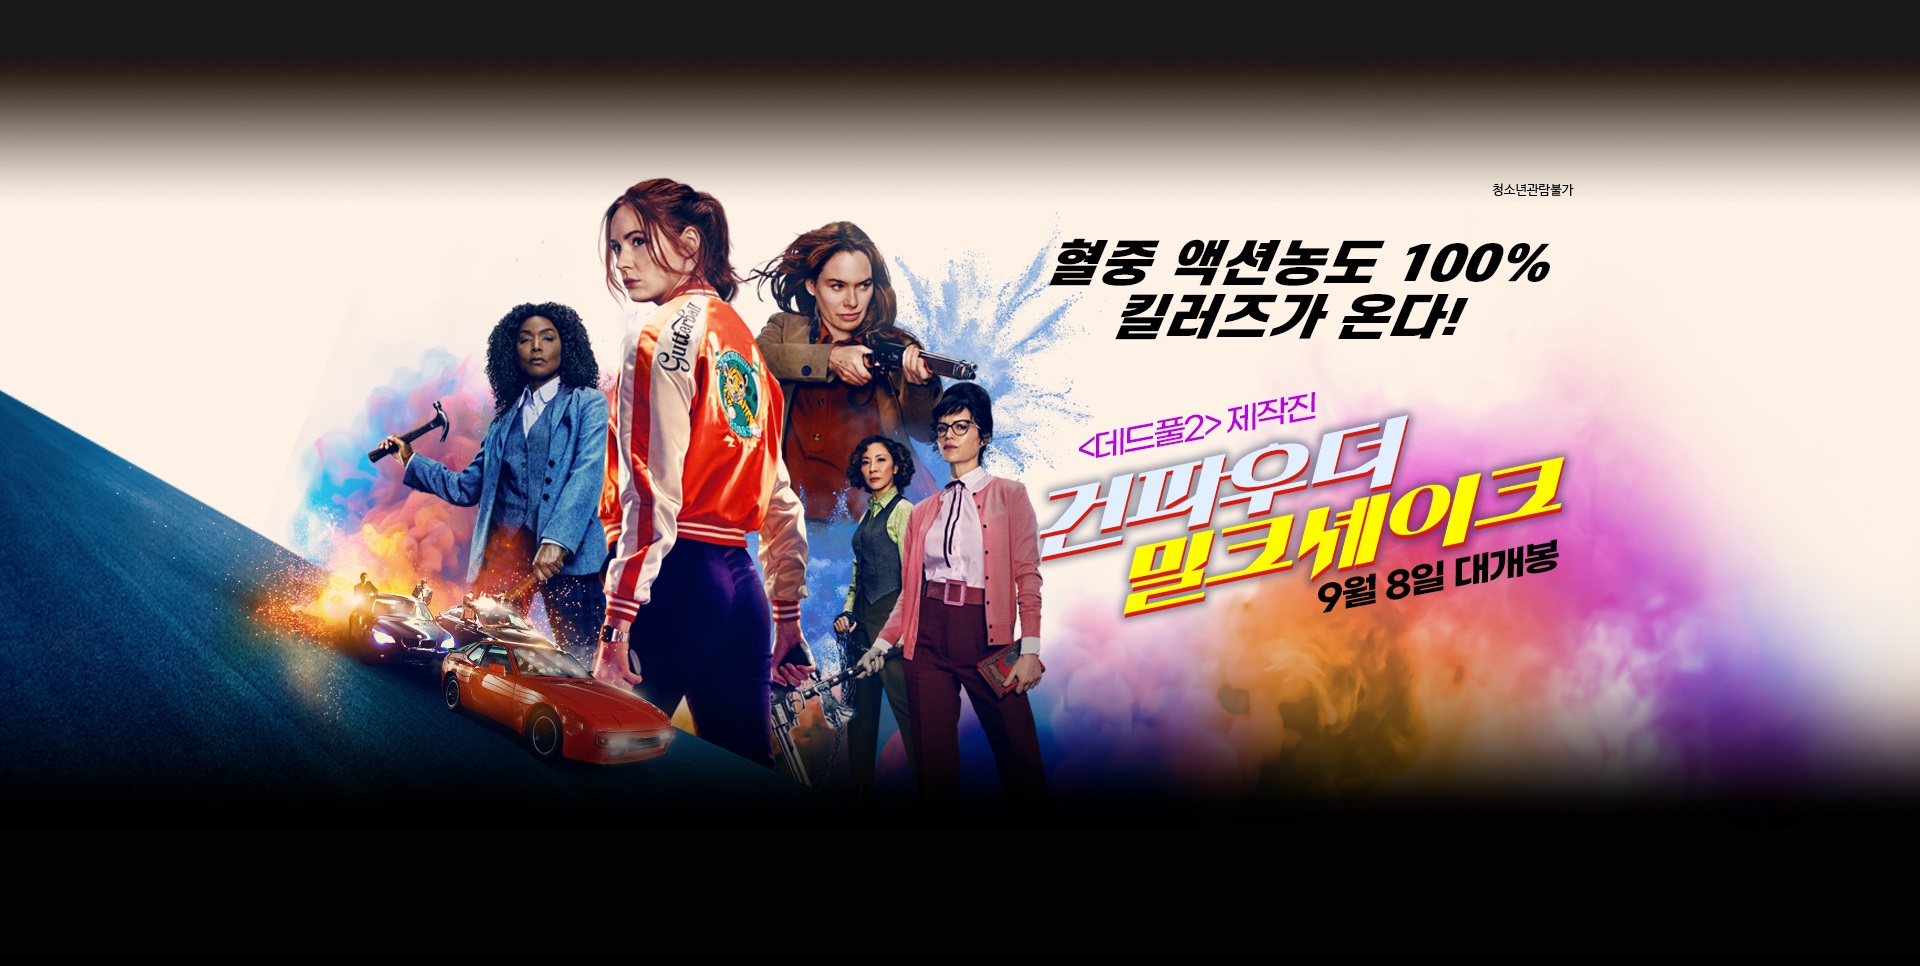 청소년관람불가
혈중 액션농도 100%
킬러즈가 온다!
<데드풀2> 제작진
건파우더
밀크셰이크
9월 8일 대개봉
Gutterball